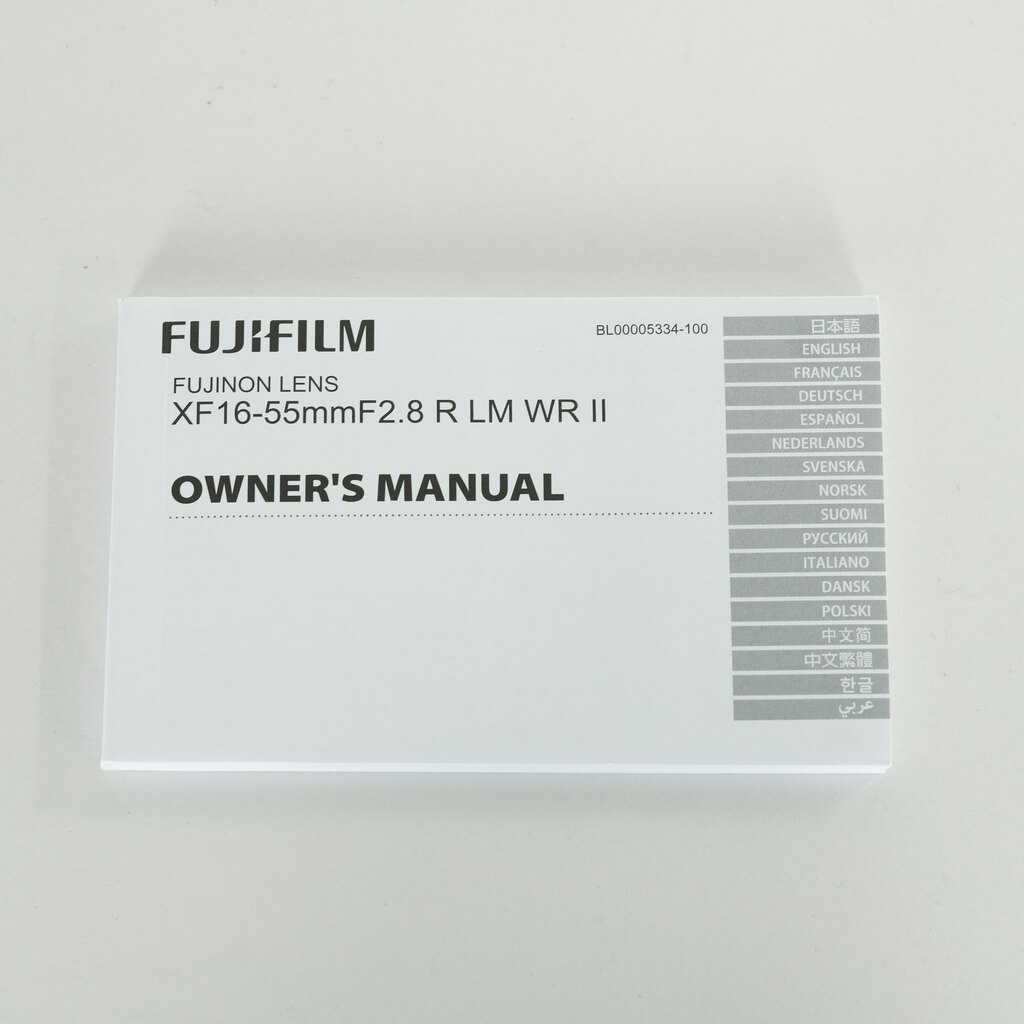 FUJIFILM
BL00005334-100
FUJINON LENS
XF16-55mmF2.8 R LM WR II
OWNER'S MANUAL
日本語
ENGLISH
FRANÇAIS
DEUTSCH
ESPAÑOL
NEDERLANDS
SVENSKA
NORSK
SUOMI
РУССКИЙ
ITALIANO
DANSK
POLSKI
中文简
中文繁體
한글
عربي